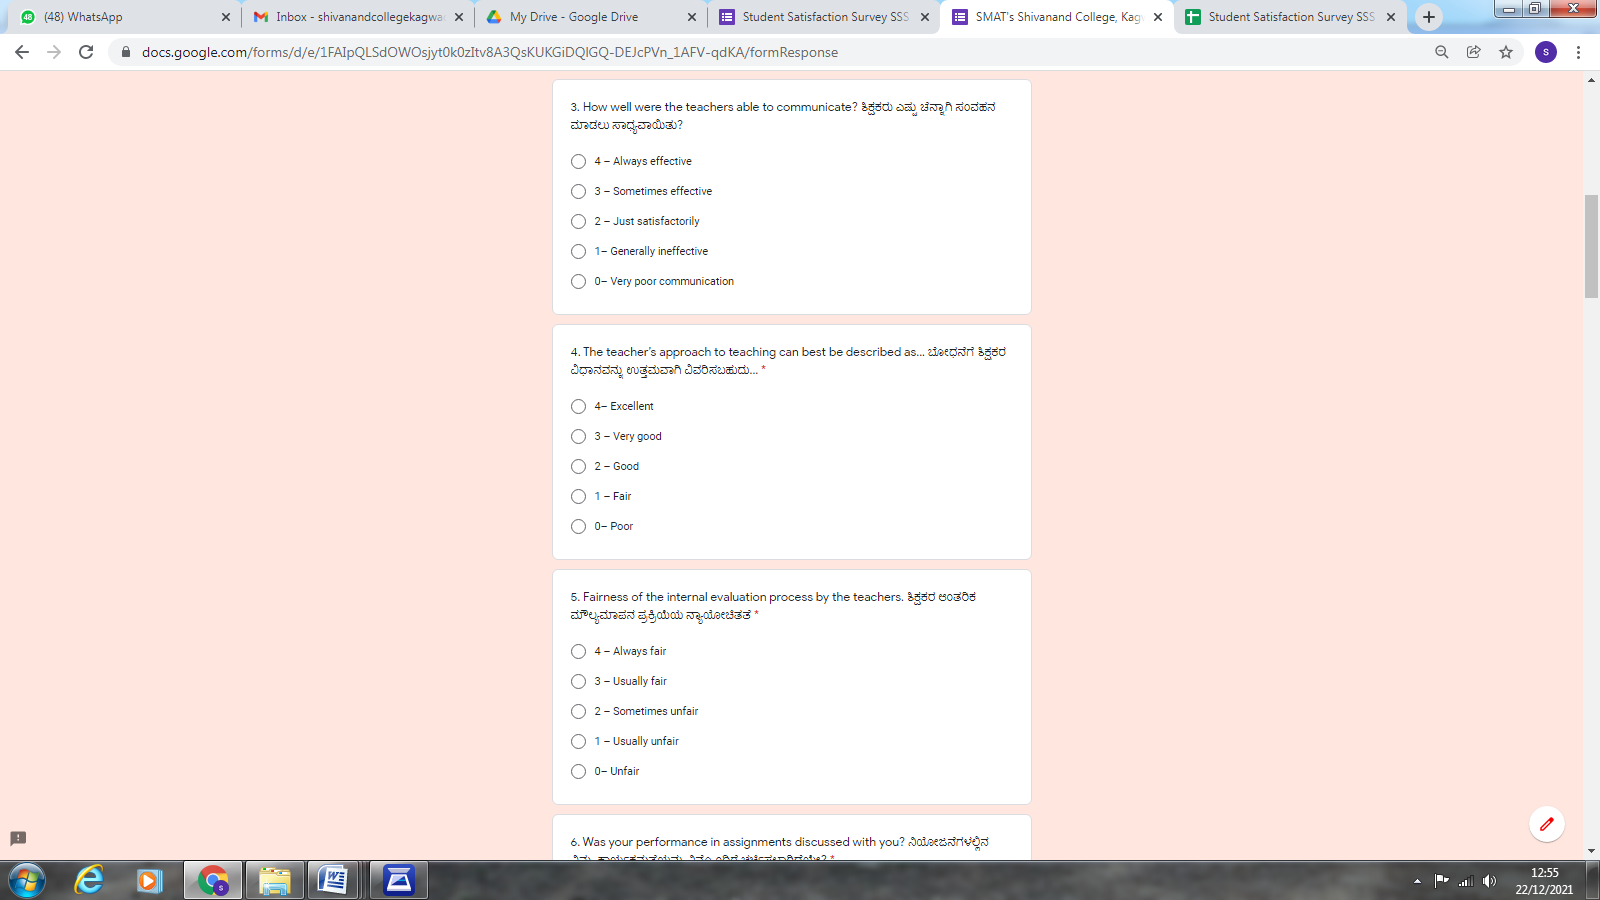 (48) WhatsApp
Inbox - shivanandcollegekagwa
My Drive - Google Drive
Student Satisfaction Survey SSS
SMAT's Shivanand College, Kag
Student Satisfaction Survey SSS
docs.google.com/forms/d/e/1FAIpQLSdOWOsjyt0k0zItv8A3QsKUKGiDQlGQ-DEJcPVn_1AFV-qdKA/formResponse
3. How well were the teachers able to communicate? ಶಿಕ್ಷಕರು ಎಷ್ಟು ಚೆನ್ನಾಗಿ ಸಂವಹನ
ಮಾಡಲು ಸಾಧ್ಯವಾಯಿತು?
4 – Always effective
3 – Sometimes effective
2 – Just satisfactorily
1– Generally ineffective
0– Very poor communication
4. The teacher's approach to teaching can best be described as... ಬೋಧನೆಗೆ ಶಿಕ್ಷಕರ
ವಿಧಾನವನ್ನು ಉತ್ತಮವಾಗಿ ವಿವರಿಸಬಹುದು... *
4– Excellent
3 – Very good
2 – Good
1 – Fair
0– Poor
5. Fairness of the internal evaluation process by the teachers. ಶಿಕ್ಷಕರ ಆಂತರಿಕ
ಮೌಲ್ಯಮಾಪನ ಪ್ರಕ್ರಿಯೆಯ ನ್ಯಾಯೋಚಿತತೆ *
4 – Always fair
3 – Usually fair
2 – Sometimes unfair
1 – Usually unfair
0– Unfair
6. Was your performance in assignments discussed with you? ನಿಯೋಜನೆಗಳಲ್ಲಿನ
12:55
22/12/2021